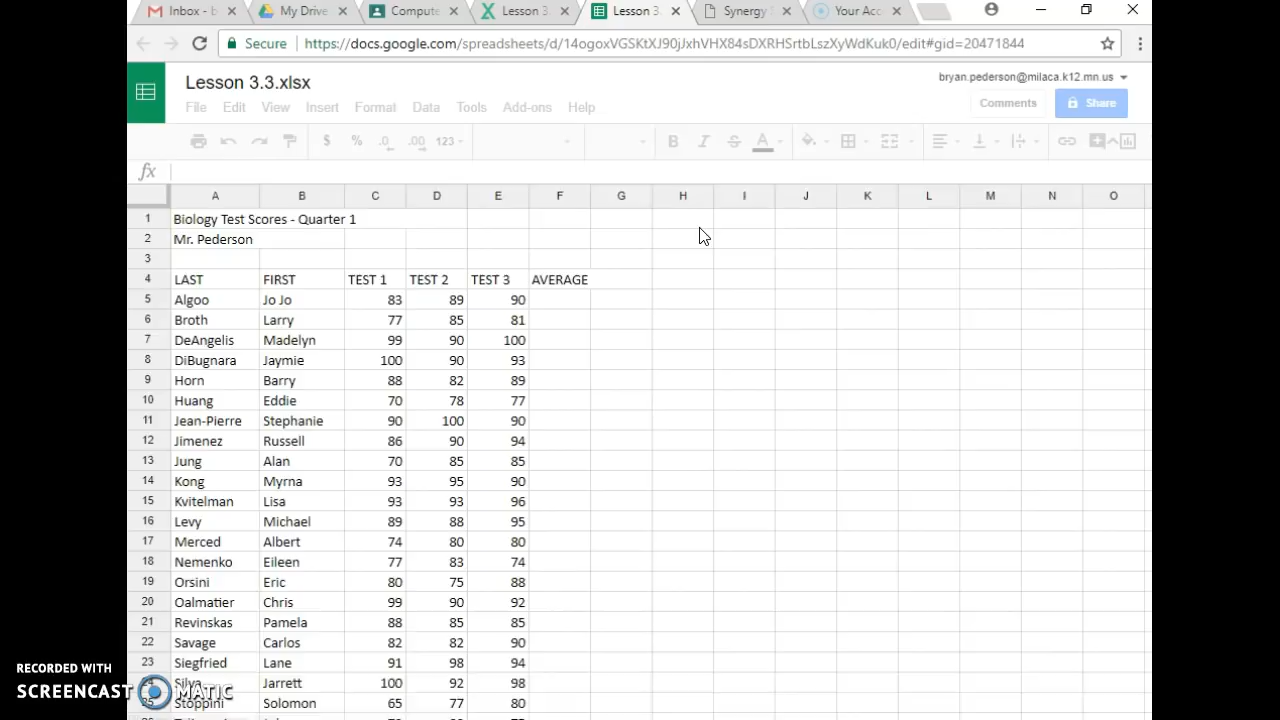 Inbox - b My Drive Compute Lesson 3 Lesson 3. Synergy Your Acc
Secure https://docs.google.com/spreadsheets/d/14ogoxVGSKtXJ90jJxhVHX84sDXRHSrtbLszXyWdKuk0/edit#gid=20471844
Lesson 3.3.xlsx
bryan.pederson@milaca.k12.mn.us
File Edit View Insert Format Data Tools Add-ons Help
Comments Share
$ % .0 .00 123 B I S A
fx
A B C D E F G H I J K L M N O
1 Biology Test Scores - Quarter 1
2 Mr. Pederson
3
4 LAST FIRST TEST 1 TEST 2 TEST 3 AVERAGE
5 Algoo Jo Jo 83 89 90
6 Broth Larry 77 85 81
7 DeAngelis Madelyn 99 90 100
8 DiBugnara Jaymie 100 90 93
9 Horn Barry 88 82 89
10 Huang Eddie 70 78 77
11 Jean-Pierre Stephanie 90 100 90
12 Jimenez Russell 86 90 94
13 Jung Alan 70 85 85
14 Kong Myrna 93 95 90
15 Kvitelman Lisa 93 93 96
16 Levy Michael 89 88 95
17 Merced Albert 74 80 80
18 Nemenko Eileen 77 83 74
19 Orsini Eric 80 75 88
20 Oalmatier Chris 99 90 92
21 Revinskas Pamela 88 85 85
22 Savage Carlos 82 82 90
23 Siegfried Lane 91 98 94
24 Silva Jarrett 100 92 98
25 Stoppini Solomon 65 77 80
RECORDED WITH
SCREENCAST MATIC